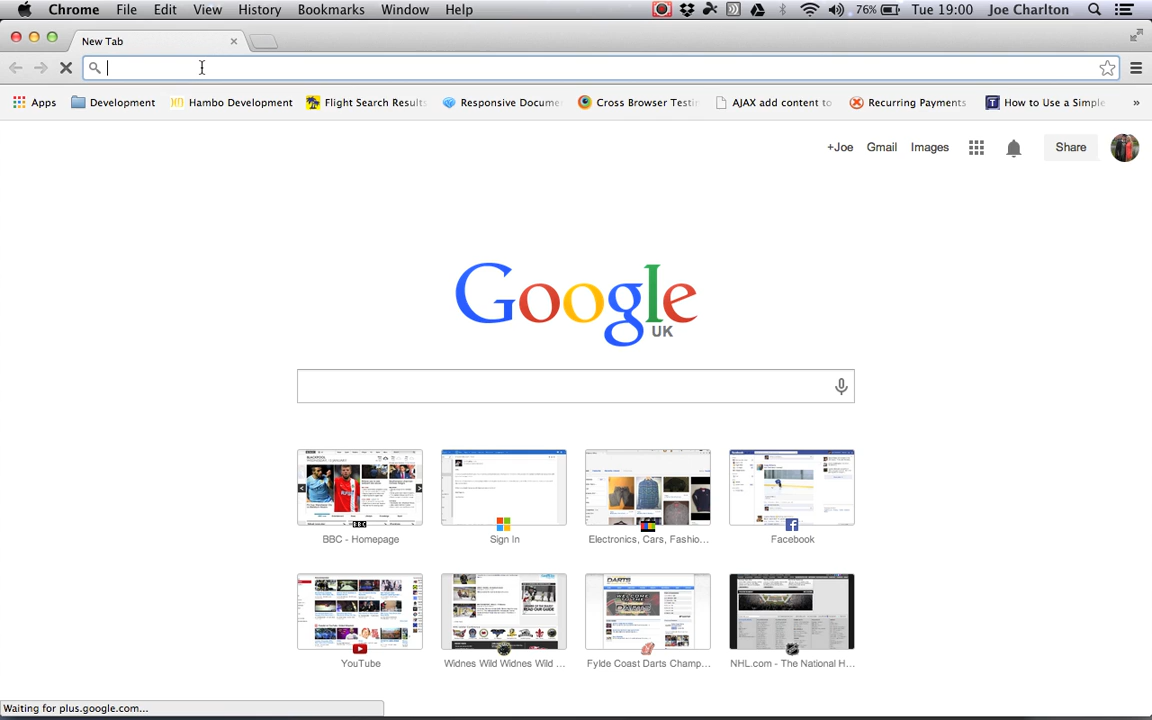 Chrome File Edit View History Bookmarks Window Help 76% Tue 19:00 Joe Charlton
New Tab
Apps Development Hambo Development Flight Search Results Responsive Docume Cross Browser Testi AJAX add content to Recurring Payments How to Use a Simple »
+Joe Gmail Images Share
Google
UK
BBC - Homepage Sign In Electronics, Cars, Fashio... Facebook
YouTube Widnes Wild Widnes Wild ... Fylde Coast Darts Champ... NHL.com - The National H...
Waiting for plus.google.com...